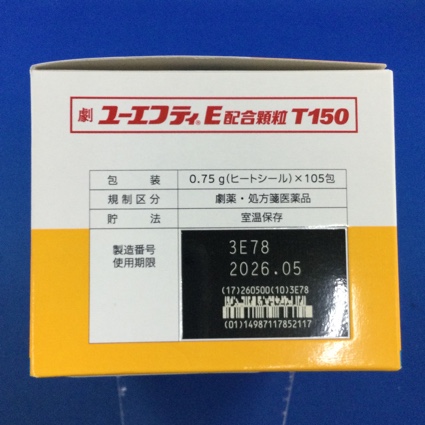 劇 ユーエフティ® E 配合顆粒 T150
包装 0.75 g(ヒートシール)×105包
規制区分 劇薬・処方箋医薬品
貯法 室温保存
製造番号 3E78
使用期限 2026.05
(17)260500(10)3E78
(01)14987117852117